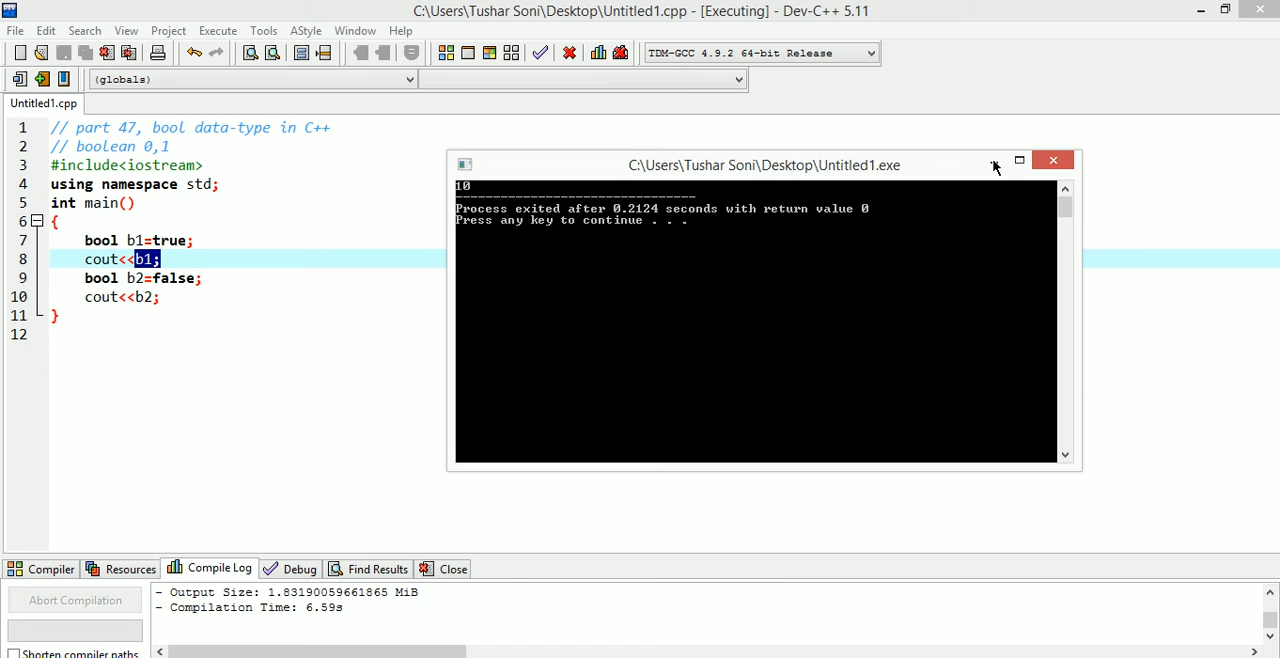 C:\Users\Tushar Soni\Desktop\Untitled1.cpp - [Executing] - Dev-C++ 5.11
File Edit Search View Project Execute Tools AStyle Window Help
TDM-GCC 4.9.2 64-bit Release
(globals)
Untitled1.cpp
1 // part 47, bool data-type in C++
2 // boolean 0,1
3 #include<iostream>
4 using namespace std;
5 int main()
6 {
7 bool b1=true;
8 cout<<b1;
9 bool b2=false;
10 cout<<b2;
11 }
12
C:\Users\Tushar Soni\Desktop\Untitled1.exe
10
--------------------------------
Process exited after 0.2124 seconds with return value 0
Press any key to continue . . .
Compiler Resources Compile Log Debug Find Results Close
Abort Compilation
Shorten compiler paths
- Output Size: 1.83190059661865 MiB
- Compilation Time: 6.59s